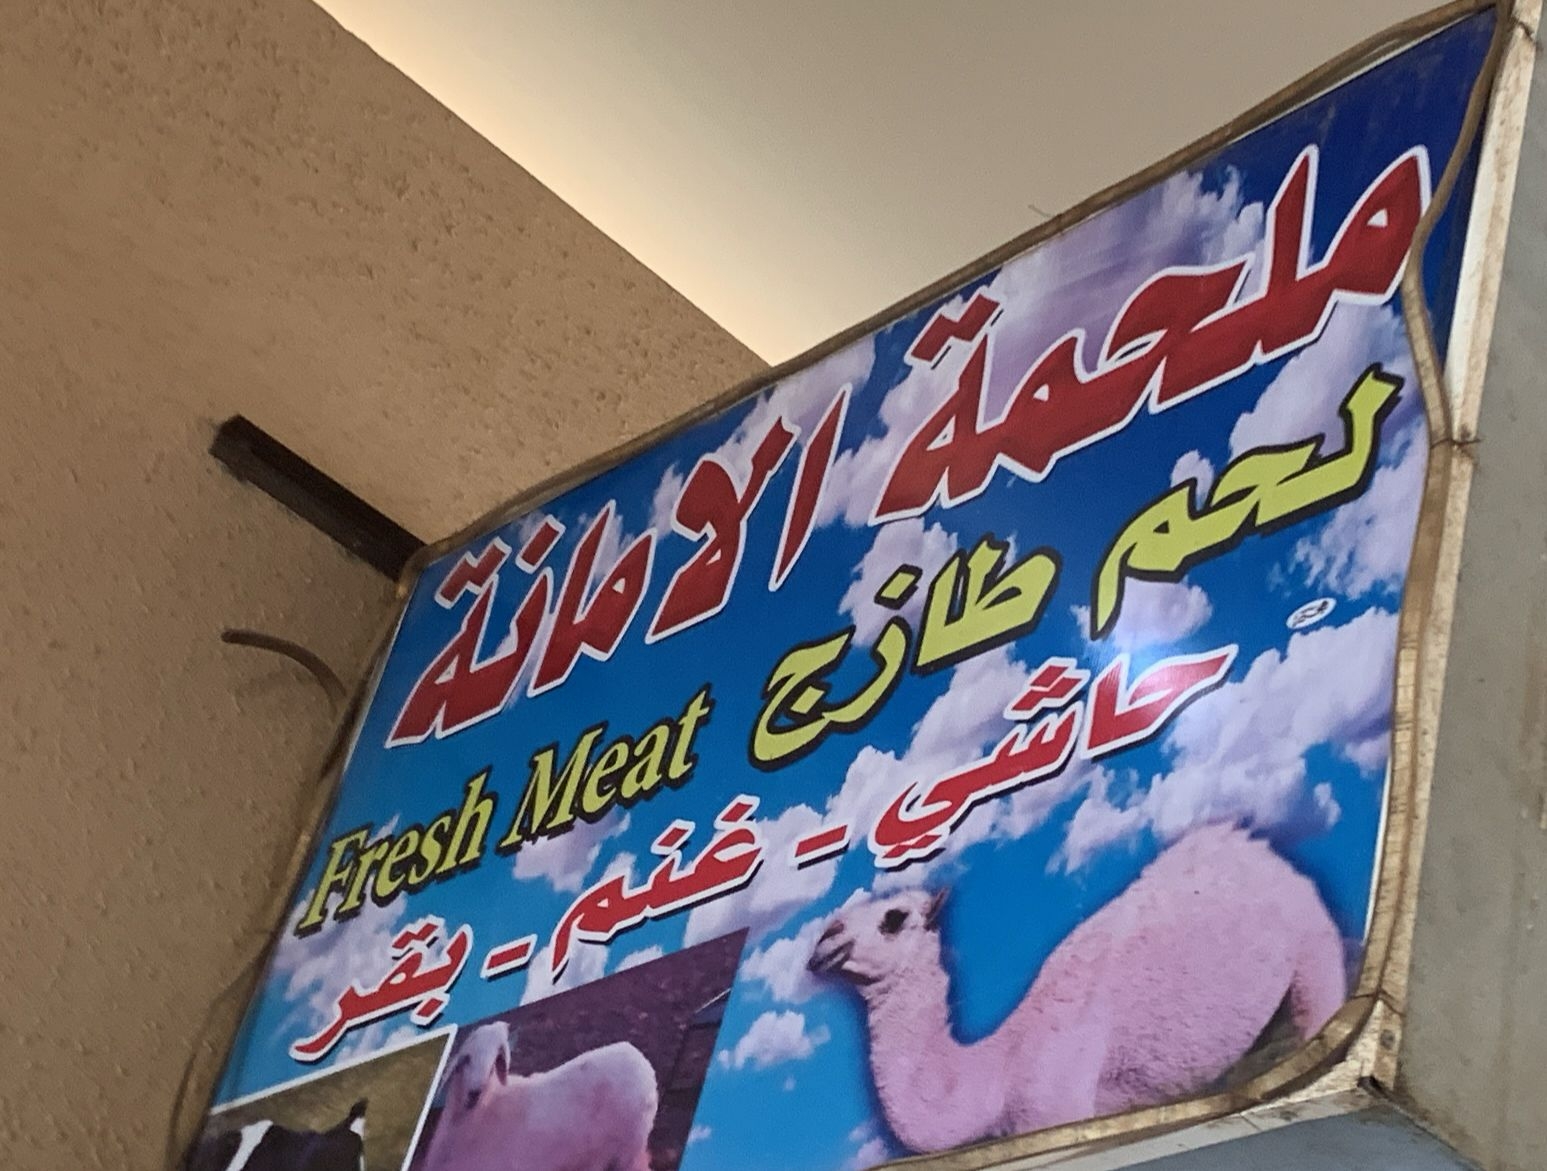 ملحمة الامانة
لحم طازج Fresh Meat
حاشي - غنم - بقر